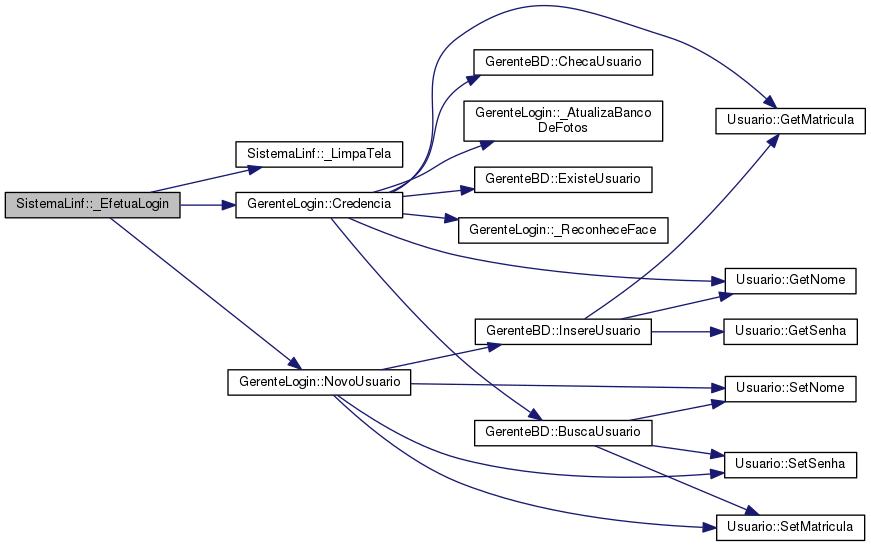 SistemaLinf::_EfetuaLogin
SistemaLinf::_LimpaTela
GerenteLogin::Credencia
GerenteLogin::NovoUsuario
GerenteBD::ChecaUsuario
GerenteLogin::_AtualizaBanco
DeFotos
GerenteBD::ExisteUsuario
GerenteLogin::_ReconheceFace
GerenteBD::InsereUsuario
GerenteBD::BuscaUsuario
Usuario::GetMatricula
Usuario::GetNome
Usuario::GetSenha
Usuario::SetNome
Usuario::SetSenha
Usuario::SetMatricula